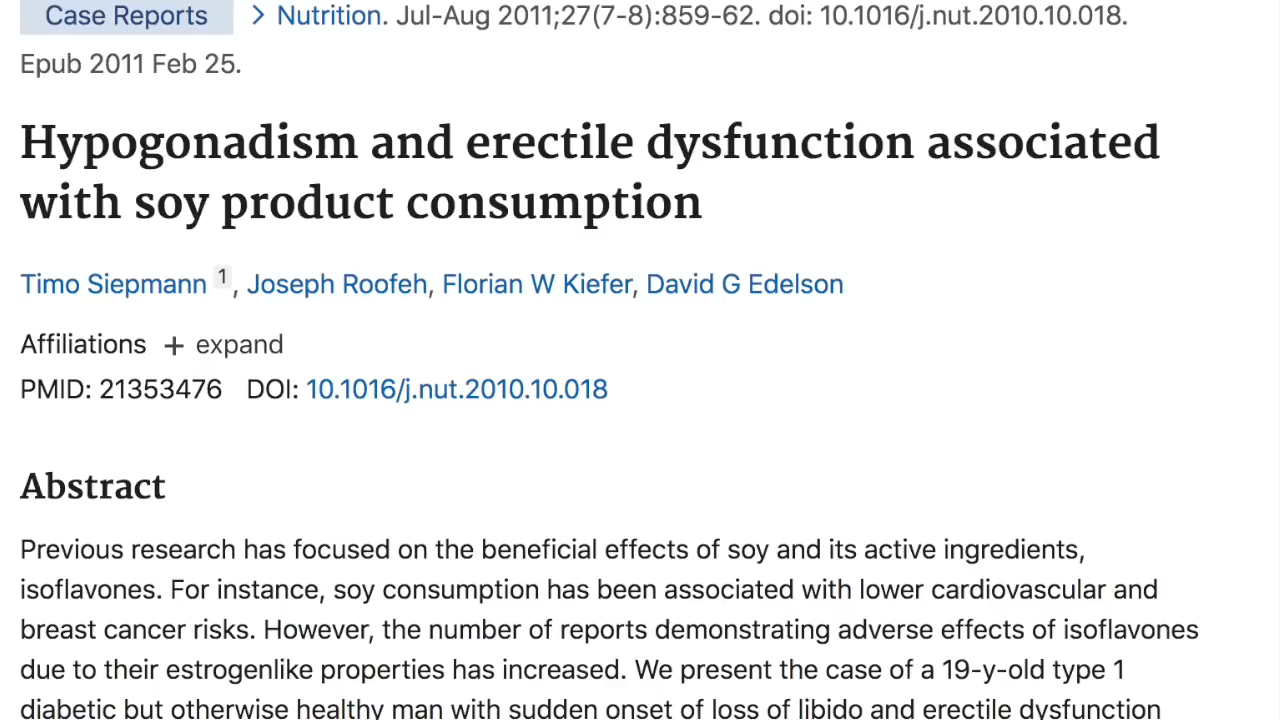 Case Reports > Nutrition. Jul-Aug 2011;27(7-8):859-62. doi: 10.1016/j.nut.2010.10.018.
Epub 2011 Feb 25.
Hypogonadism and erectile dysfunction associated
with soy product consumption
Timo Siepmann 1, Joseph Roofeh, Florian W Kiefer, David G Edelson
Affiliations + expand
PMID: 21353476 DOI: 10.1016/j.nut.2010.10.018
Abstract
Previous research has focused on the beneficial effects of soy and its active ingredients,
isoflavones. For instance, soy consumption has been associated with lower cardiovascular and
breast cancer risks. However, the number of reports demonstrating adverse effects of isoflavones
due to their estrogenlike properties has increased. We present the case of a 19-y-old type 1
diabetic but otherwise healthy man with sudden onset of loss of libido and erectile dysfunction